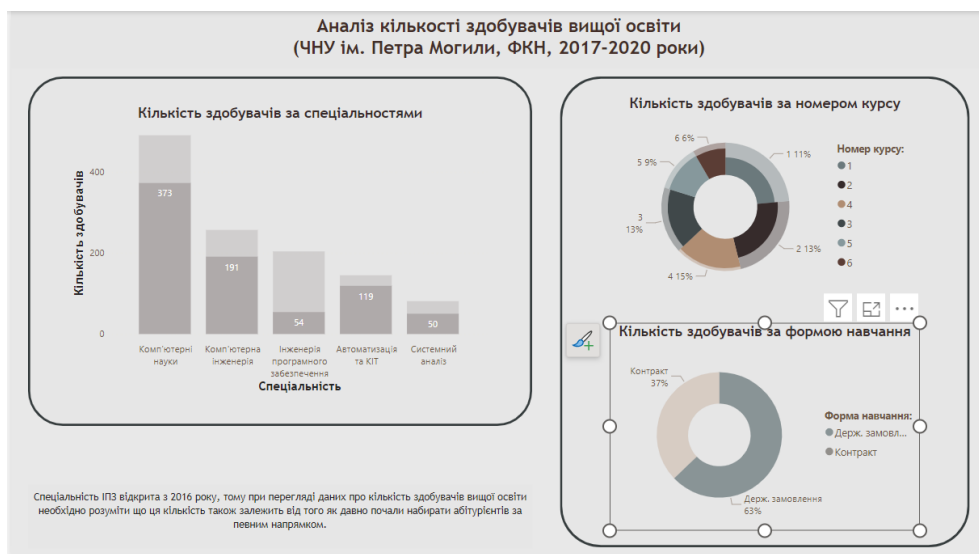 Аналіз кількості здобувачів вищої освіти
(ЧНУ ім. Петра Могили, ФКН, 2017-2020 роки)
Кількість здобувачів за спеціальностями
Кількість здобувачів
400
200
0
373
191
54
119
50
Комп'ютерні
науки
Комп'ютерна
інженерія
Інженерія
програмного
забезпечення
Автоматизація
та КІТ
Системний
аналіз
Спеціальність
Спеціальність ІПЗ відкрита з 2016 року, тому при перегляді даних про кількість здобувачів вищої освіти
необхідно розуміти що ця кількість також залежить від того як давно почали набирати абітурієнтів за
певним напрямком.
Кількість здобувачів за номером курсу
6 6%
1 11%
5 9%
3
13%
2 13%
4 15%
Номер курсу:
1
2
4
3
5
6
Кількість здобувачів за формою навчання
Контракт
37%
Держ. замовлення
63%
Форма навчання:
Держ. замовл...
Контракт